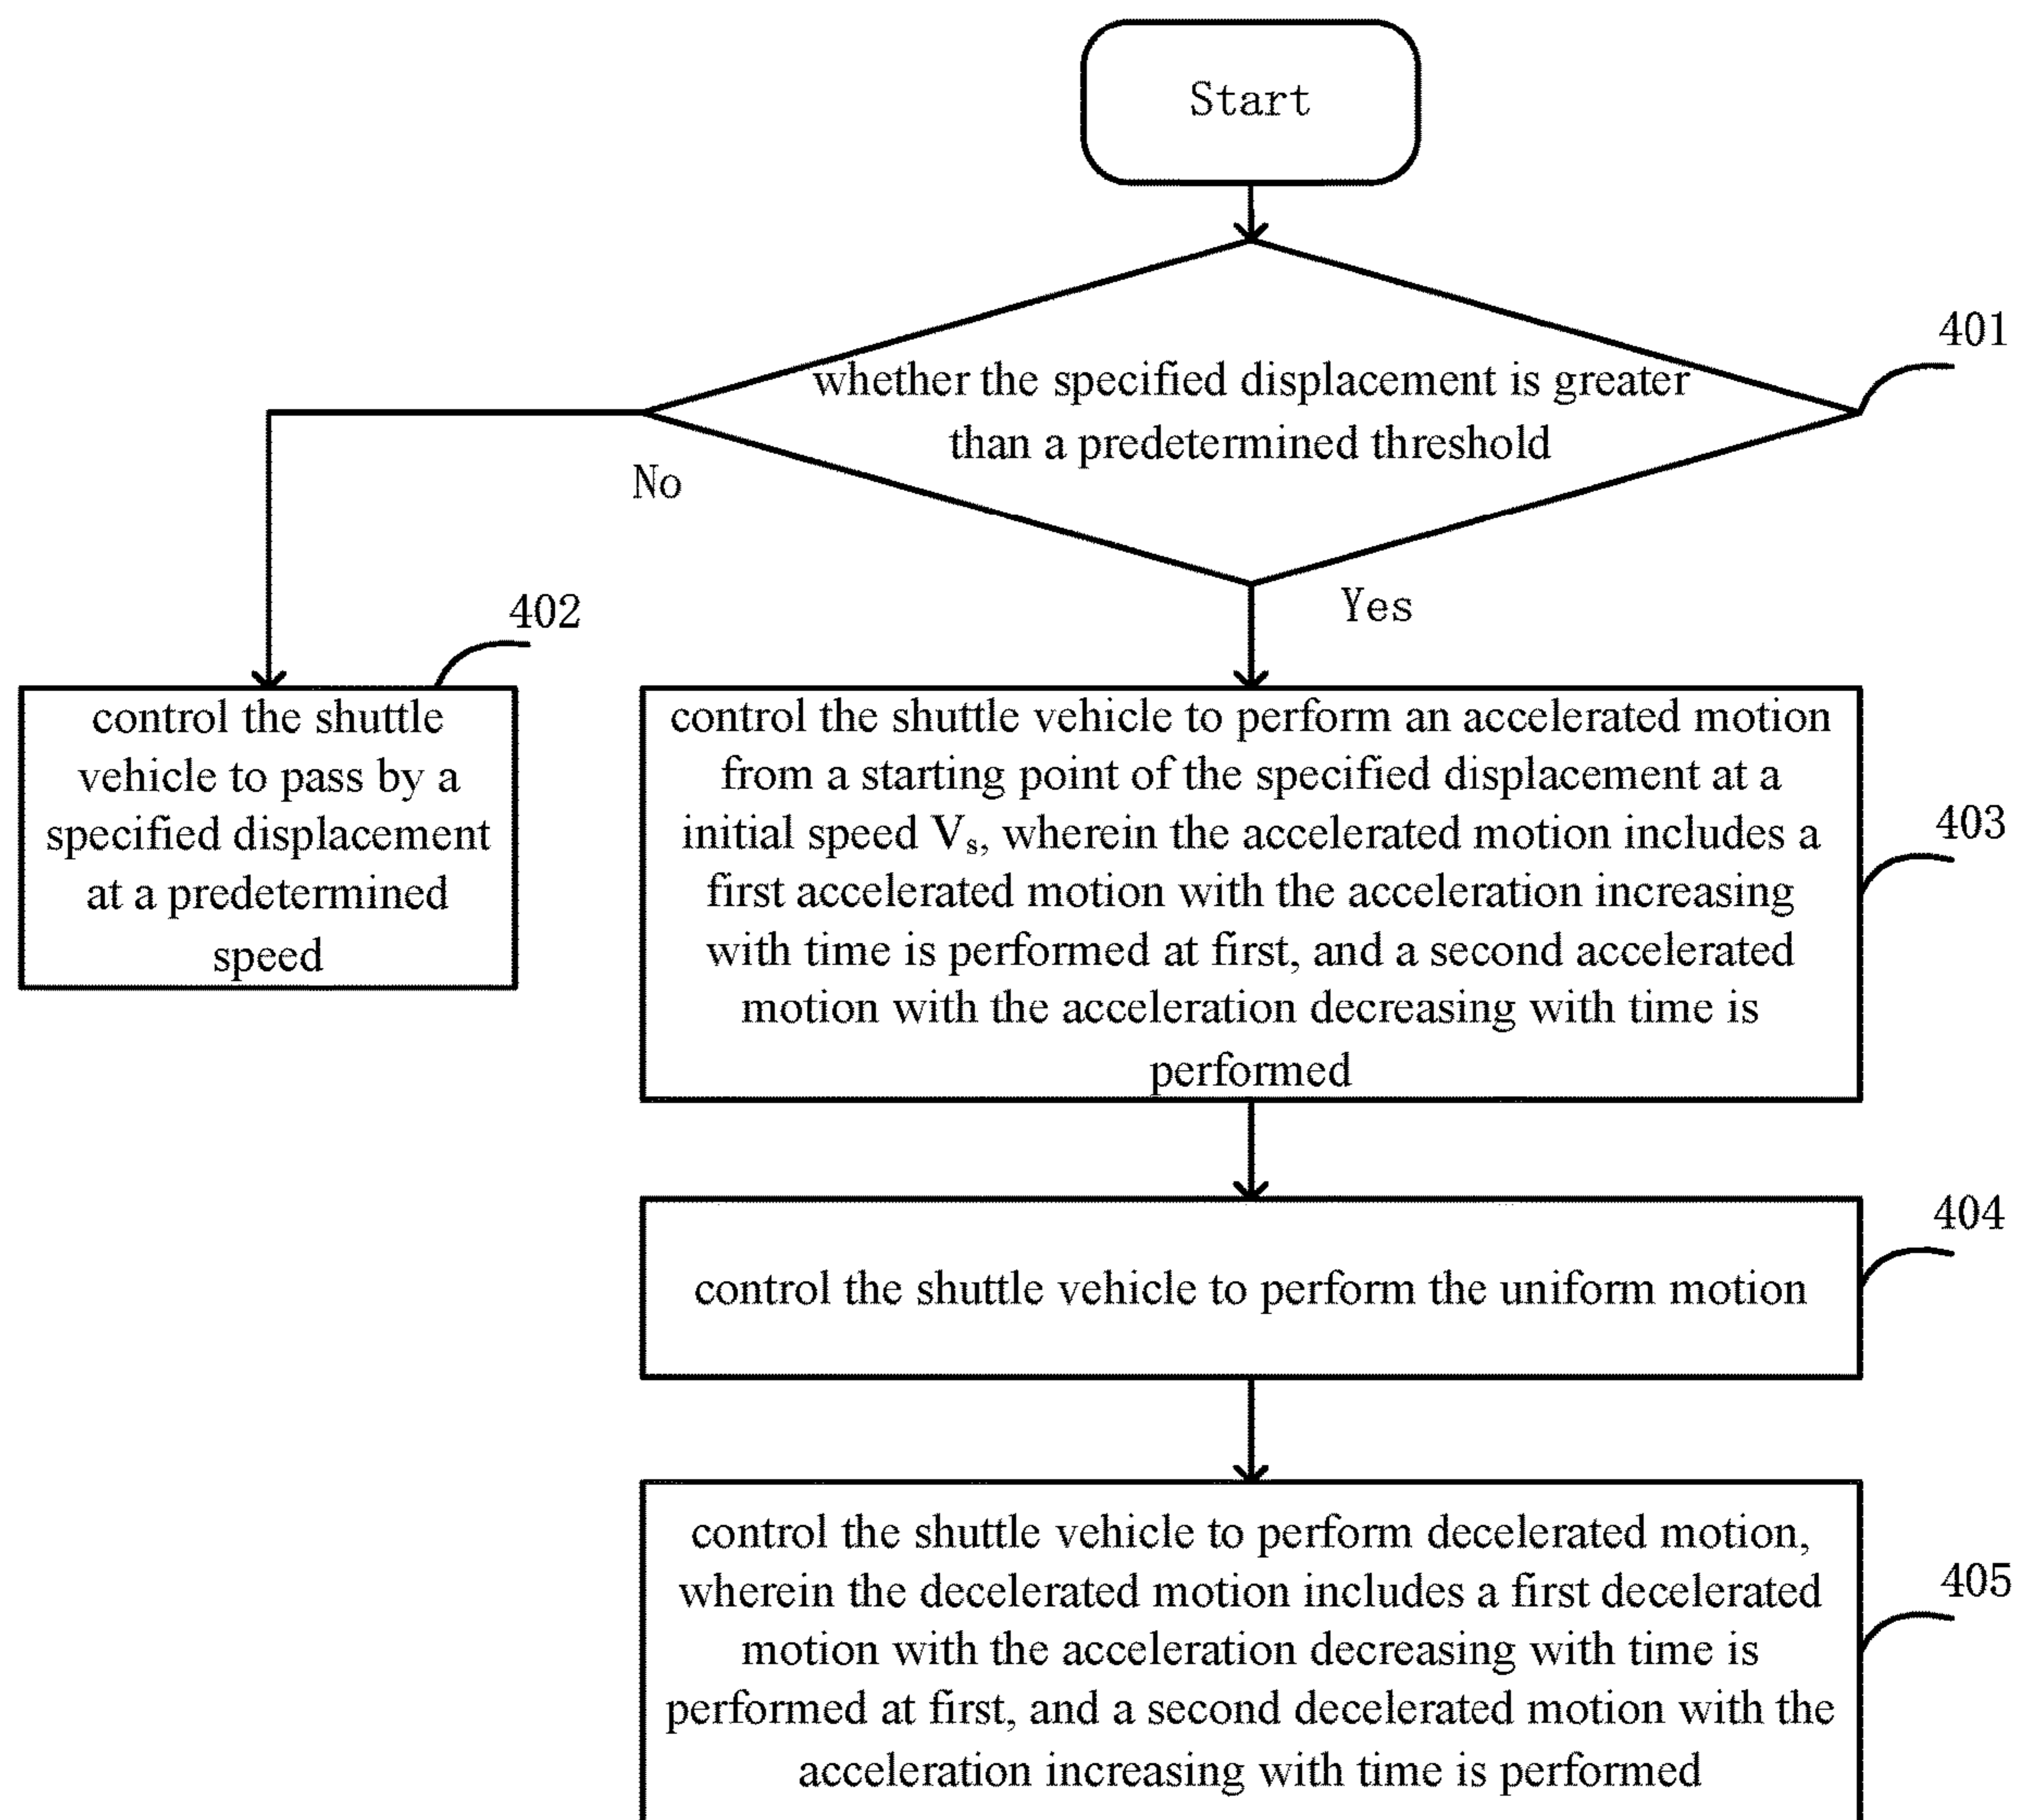 Start
401
whether the specified displacement is greater
than a predetermined threshold
No
Yes
402
control the shuttle
vehicle to pass by a
specified displacement
at a predetermined
speed
control the shuttle vehicle to perform an accelerated motion
from a starting point of the specified displacement at a
initial speed Vs, wherein the accelerated motion includes a
first accelerated motion with the acceleration increasing
with time is performed at first, and a second accelerated
motion with the acceleration decreasing with time is
performed
403
404
control the shuttle vehicle to perform the uniform motion
control the shuttle vehicle to perform decelerated motion,
wherein the decelerated motion includes a first decelerated
motion with the acceleration decreasing with time is
performed at first, and a second decelerated motion with the
acceleration increasing with time is performed
405